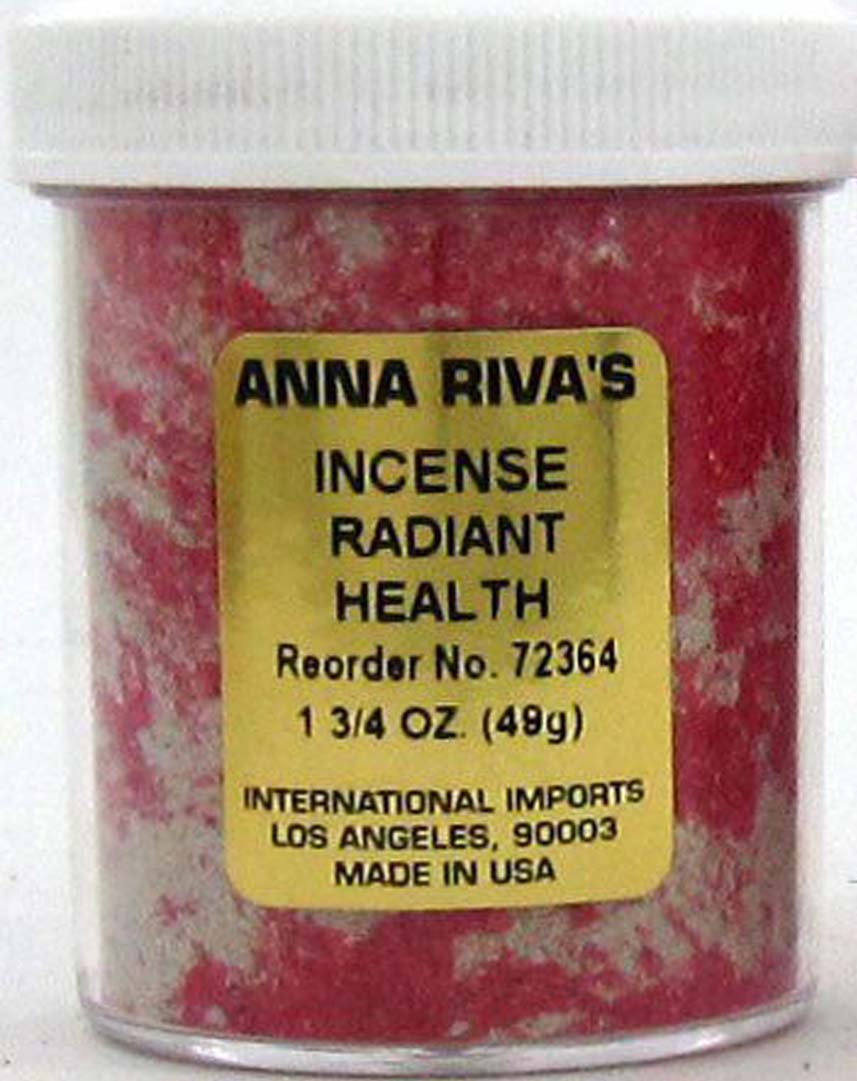 ANNA RIVA'S
INCENSE
RADIANT
HEALTH
Reorder No. 72364
1 3/4 OZ. (49g)
INTERNATIONAL IMPORTS
LOS ANGELES, 90003
MADE IN USA